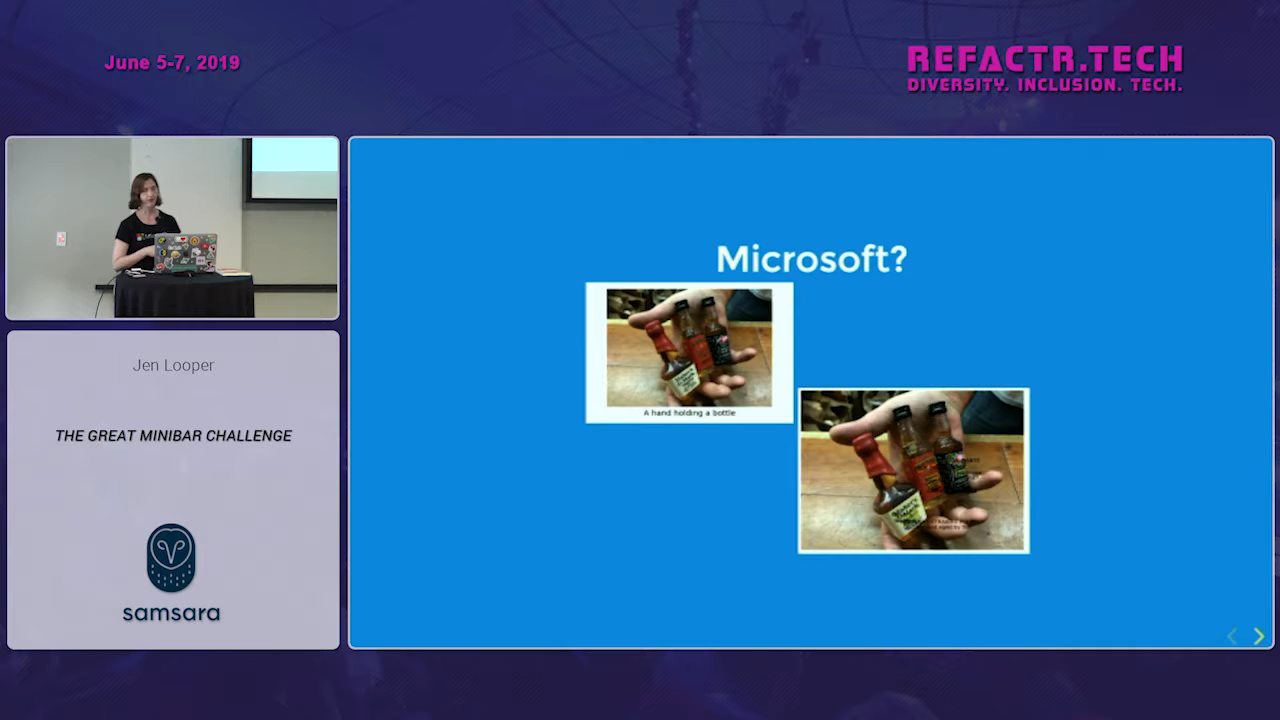 June 5-7, 2019
REFACTR.TECH
DIVERSITY. INCLUSION. TECH.
Jen Looper
THE GREAT MINIBAR CHALLENGE
samsara
Microsoft?
A hand holding a bottle